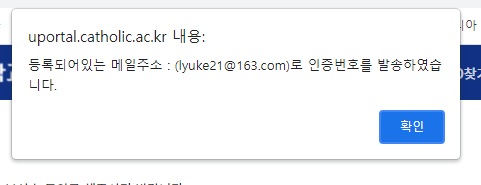 uportal.catholic.ac.kr 내용:
등록되어있는 메일주소 : (lyuke21@163.com)로 인증번호를 발송하였습
니다.
확인